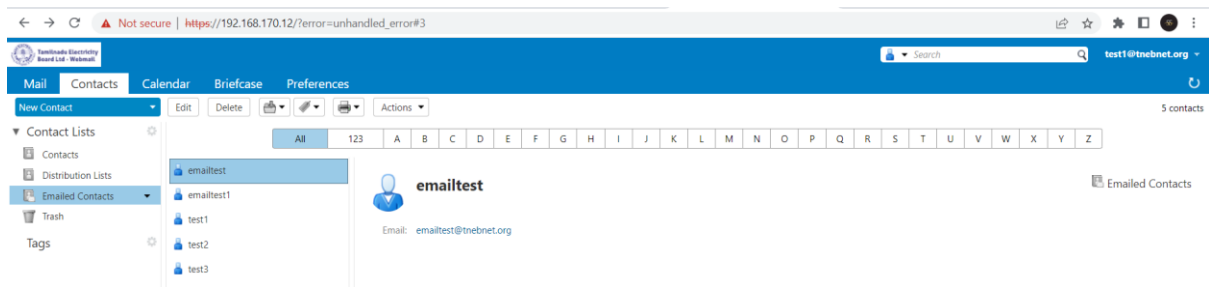 Not secure | https://192.168.170.12/?error=unhandled_error#3
Tamilnadu Electricity
Board Ltd - Webmail
Search
test1@tnebnet.org
Mail Contacts Calendar Briefcase Preferences
New Contact Edit Delete Actions 5 contacts
Contact Lists
Contacts
Distribution Lists
Emailed Contacts
Trash
Tags
All 123 A B C D E F G H I J K L M N O P Q R S T U V W X Y Z
emailtest
emailtest1
test1
test2
test3
emailtest
Emailed Contacts
Email: emailtest@tnebnet.org